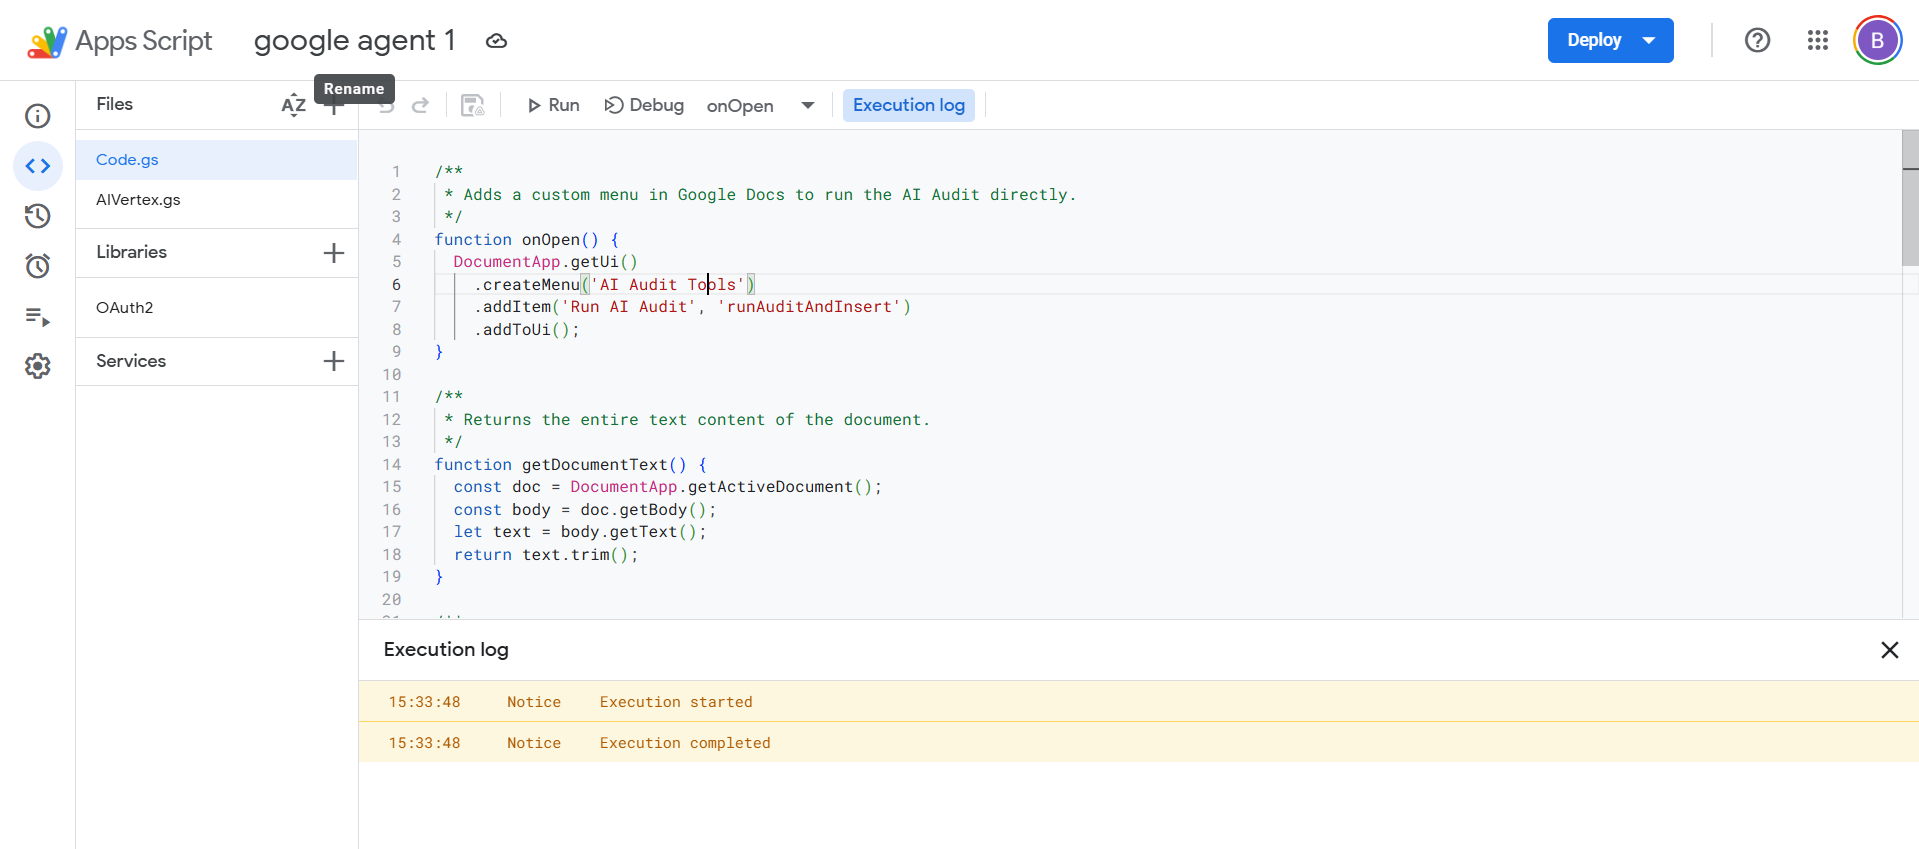 Apps Script
google agent 1
Deploy
B
Rename
Files
AZ
Run
Debug
onOpen
Execution log
Code.gs
AIVertex.gs
Libraries
OAuth2
Services
1 /**
2 * Adds a custom menu in Google Docs to run the AI Audit directly.
3 */
4 function onOpen() {
5 DocumentApp.getUi()
6 .createMenu('AI Audit Tools')
7 .addItem('Run AI Audit', 'runAuditAndInsert')
8 .addToUi();
9 }
10
11 /**
12 * Returns the entire text content of the document.
13 */
14 function getDocumentText() {
15 const doc = DocumentApp.getActiveDocument();
16 const body = doc.getBody();
17 let text = body.getText();
18 return text.trim();
19 }
20
Execution log
15:33:48 Notice Execution started
15:33:48 Notice Execution completed